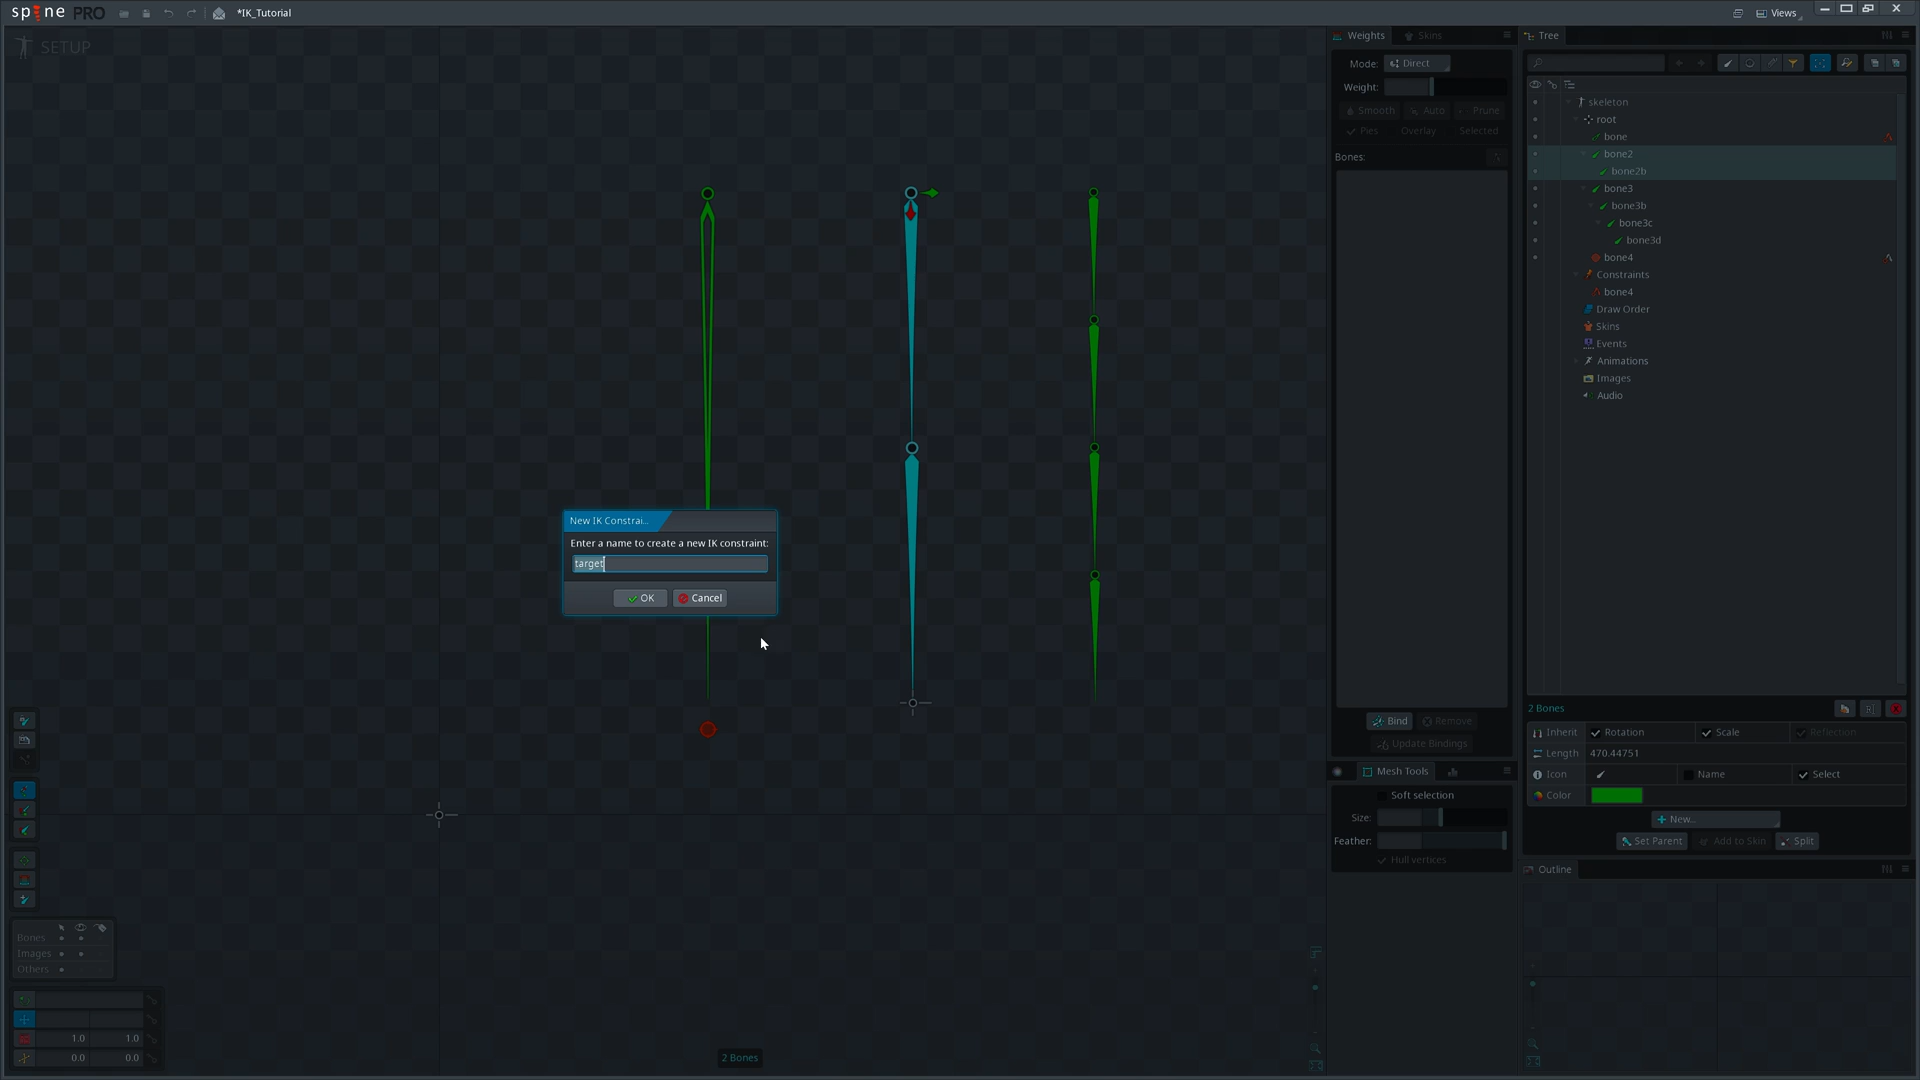 spine PRO
*IK_Tutorial
Views
SETUP
Weights
Skins
Mode:
Direct
Weight:
Smooth
Auto
Prune
Pies
Overlay
Selected
Bones:
Bind
Remove
Update Bindings
Mesh Tools
Soft selection
Size:
Feather:
Hull vertices
Tree
skeleton
root
bone
bone2
bone2b
bone3
bone3b
bone3c
bone3d
bone4
Constraints
bone4
Draw Order
Skins
Events
Animations
Images
Audio
2 Bones
Inherit
Rotation
Scale
Reflection
Length
470.44751
Icon
Name
Select
Color
New...
Set Parent
Add to Skin
Split
Outline
New IK Constrai...
Enter a name to create a new IK constraint:
target
OK
Cancel
Bones
Images
Others
1.0 1.0
0.0 0.0
2 Bones